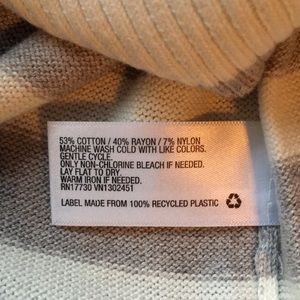 53% COTTON / 40% RAYON / 7% NYLON
MACHINE WASH COLD WITH LIKE COLORS.
GENTLE CYCLE.
ONLY NON-CHLORINE BLEACH IF NEEDED.
LAY FLAT TO DRY.
WARM IRON IF NEEDED.
RN17730 VN1302451
LABEL MADE FROM 100% RECYCLED PLASTIC